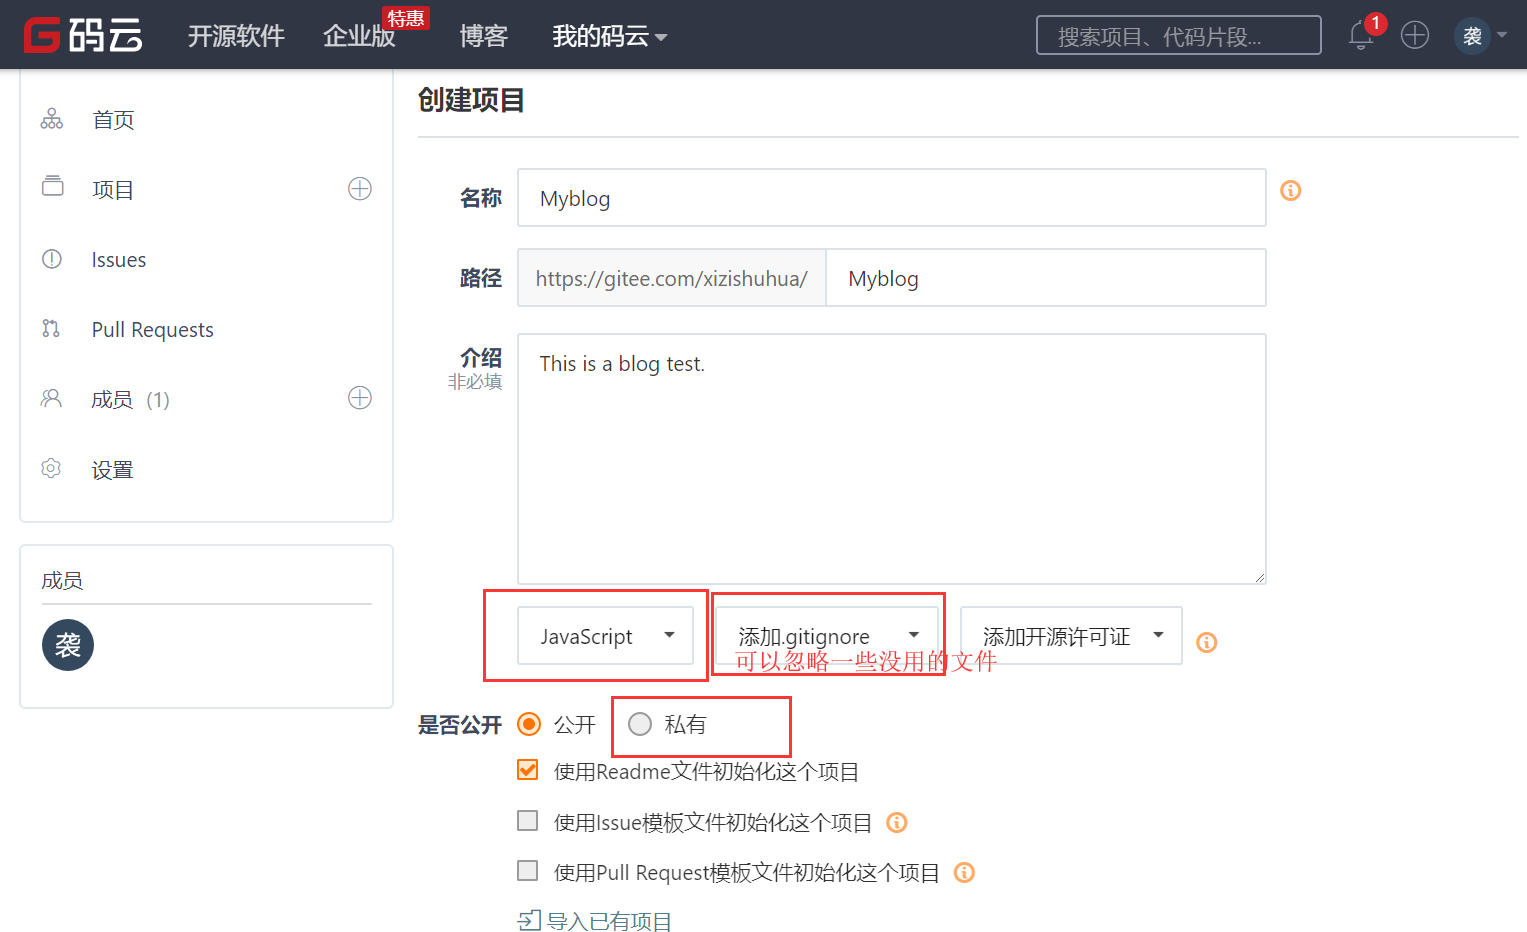 G码云 开源软件 企业版 特惠 博客 我的码云 搜索项目、代码片段... 1 袭
首页
项目
Issues
Pull Requests
成员 (1)
设置
成员
袭
创建项目
名称 Myblog
路径 https://gitee.com/xizishuhua/ Myblog
介绍 This is a blog test.
非必填
JavaScript 添加.gitignore 添加开源许可证
可以忽略一些没用的文件
是否公开 公开 私有
使用Readme文件初始化这个项目
使用Issue模板文件初始化这个项目
使用Pull Request模板文件初始化这个项目
导入已有项目